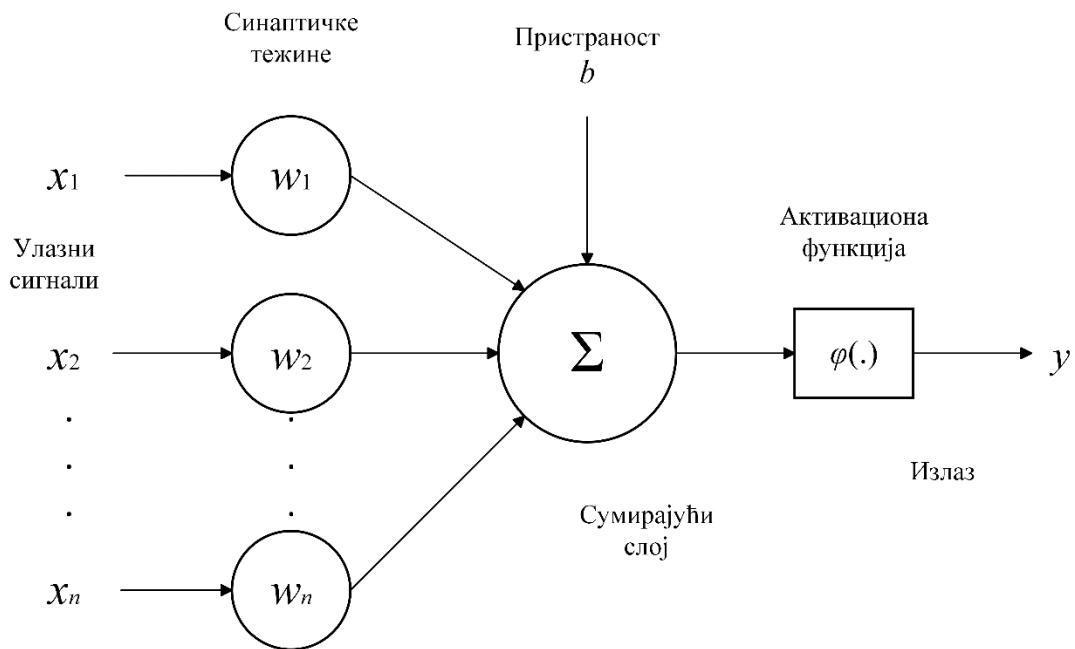 Синаптичке
тежине
Пристраност
b
x1
w1
Улазни
сигнали
Активациона
функција
x2
w2
Σ
φ(.)
y
Излаз
Сумирајући
слој
xn
wn